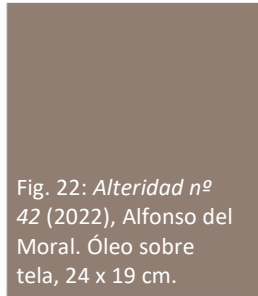 Fig. 22: Alteridad nº
42 (2022), Alfonso del
Moral. Óleo sobre
tela, 24 x 19 cm.